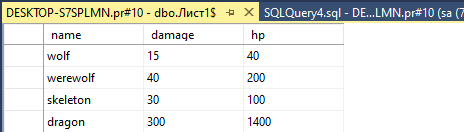 DESKTOP-S7SPLMN.pr#10 - dbo.Лист1$ SQLQuery4.sql - DE...LMN.pr#10 (sa (7
name damage hp
wolf 15 40
werewolf 40 200
skeleton 30 100
dragon 300 1400